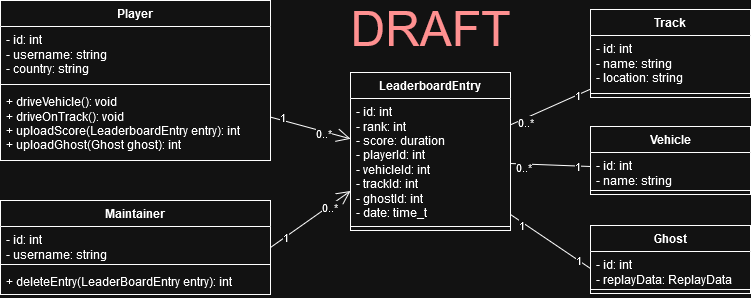 Player
- id: int
- username: string
- country: string
+ driveVehicle(): void
+ driveOnTrack(): void
+ uploadScore(LeaderboardEntry entry): int
+ uploadGhost(Ghost ghost): int
DRAFT
Track
- id: int
- name: string
- location: string
LeaderboardEntry
- id: int
- rank: int
- score: duration
- playerId: int
- vehicleId: int
- trackId: int
- ghostId: int
- date: time_t
Vehicle
- id: int
- name: string
Maintainer
- id: int
- username: string
+ deleteEntry(LeaderBoardEntry entry): int
Ghost
- id: int
- replayData: ReplayData
1
0..*
1
0..*
0..*
1
0..*
1
1
1